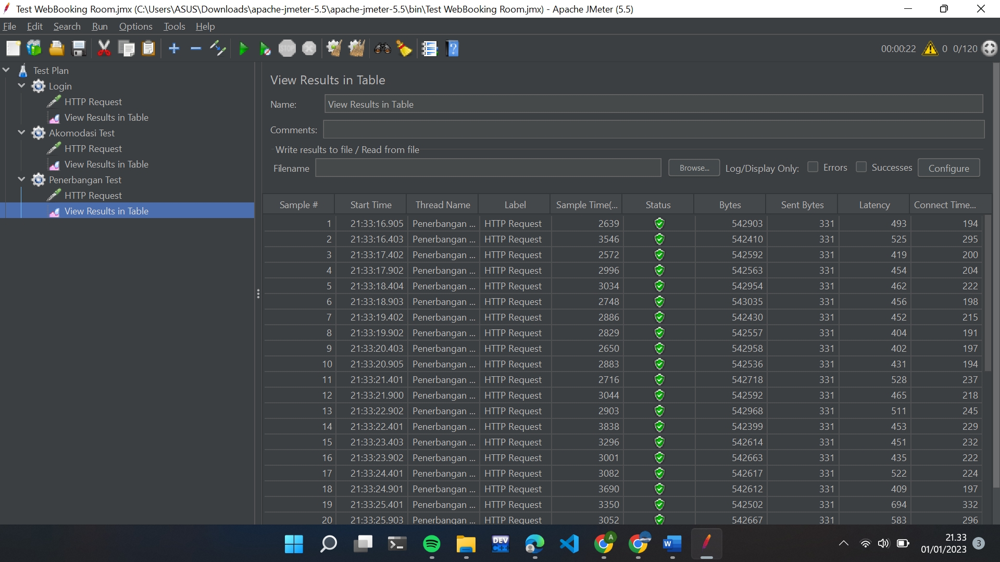 Test WebBooking Room.jmx (C:\Users\ASUS\Downloads\apache-jmeter-5.5\apache-jmeter-5.5\bin\Test WebBooking Room.jmx) - Apache JMeter (5.5)
File Edit Search Run Options Tools Help
STOP 00:00:22 0 0/120
Test Plan
Login
HTTP Request
View Results in Table
Akomodasi Test
HTTP Request
View Results in Table
Penerbangan Test
HTTP Request
View Results in Table
View Results in Table
Name: View Results in Table
Comments:
Write results to file / Read from file
Filename Browse... Log/Display Only: Errors Successes Configure
Sample # Start Time Thread Name Label Sample Time(... Status Bytes Sent Bytes Latency Connect Time...
1 21:33:16.905 Penerbangan ... HTTP Request 2639 542903 331 493 194
2 21:33:16.403 Penerbangan ... HTTP Request 3546 542410 331 525 295
3 21:33:17.402 Penerbangan ... HTTP Request 2572 542592 331 419 200
4 21:33:17.902 Penerbangan ... HTTP Request 2996 542563 331 454 204
5 21:33:18.404 Penerbangan ... HTTP Request 3034 542954 331 462 222
6 21:33:18.903 Penerbangan ... HTTP Request 2748 543035 331 456 198
7 21:33:19.402 Penerbangan ... HTTP Request 2886 542430 331 452 215
8 21:33:19.902 Penerbangan ... HTTP Request 2829 542557 331 404 191
9 21:33:20.403 Penerbangan ... HTTP Request 2650 542958 331 402 197
10 21:33:20.905 Penerbangan ... HTTP Request 2883 542536 331 431 194
11 21:33:21.401 Penerbangan ... HTTP Request 2716 542718 331 528 237
12 21:33:21.900 Penerbangan ... HTTP Request 3044 542592 331 465 218
13 21:33:22.902 Penerbangan ... HTTP Request 2903 542968 331 511 245
14 21:33:22.401 Penerbangan ... HTTP Request 3838 542399 331 453 229
15 21:33:23.403 Penerbangan ... HTTP Request 3296 542614 331 451 232
16 21:33:23.902 Penerbangan ... HTTP Request 3001 542663 331 435 222
17 21:33:24.401 Penerbangan ... HTTP Request 3082 542617 331 522 224
18 21:33:24.901 Penerbangan ... HTTP Request 3690 542612 331 409 197
19 21:33:25.401 Penerbangan ... HTTP Request 3350 542502 331 694 332
20 21:33:25.903 Penerbangan ... HTTP Request 3052 542667 331 583 296
DEV C++ A W 21.33
01/01/2023 3